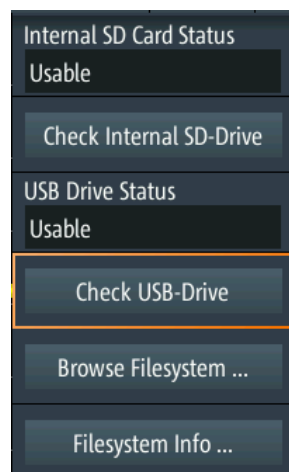 Internal SD Card Status
Usable
Check Internal SD-Drive
USB Drive Status
Usable
Check USB-Drive
Browse Filesystem ...
Filesystem Info ...